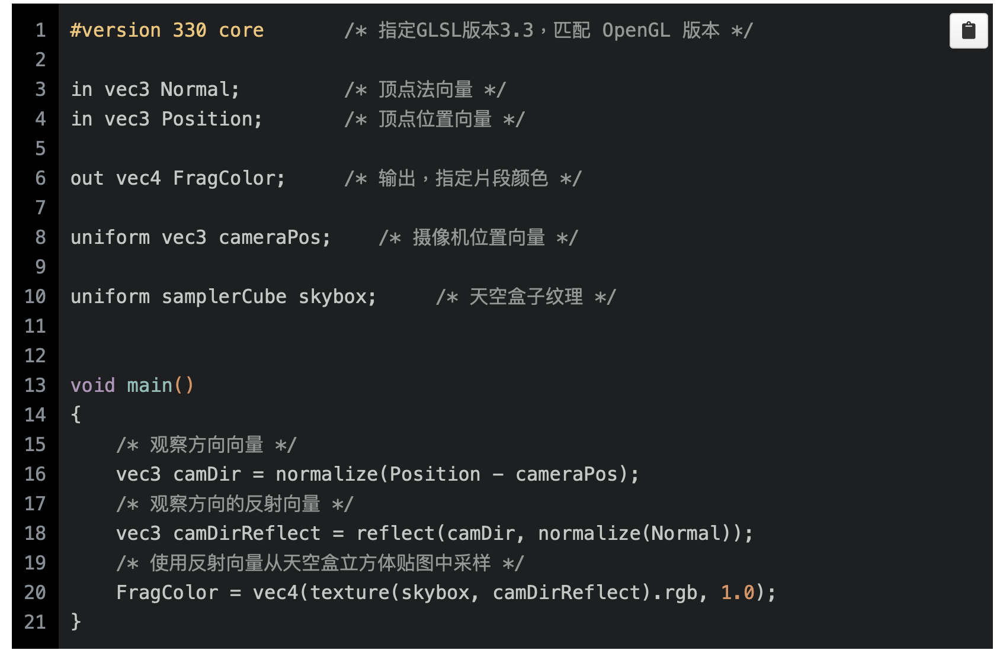 1 #version 330 core /* 指定GLSL版本3.3，匹配 OpenGL 版本 */
2
3 in vec3 Normal; /* 顶点法向量 */
4 in vec3 Position; /* 顶点位置向量 */
5
6 out vec4 FragColor; /* 输出，指定片段颜色 */
7
8 uniform vec3 cameraPos; /* 摄像机位置向量 */
9
10 uniform samplerCube skybox; /* 天空盒子纹理 */
11
12
13 void main()
14 {
15 /* 观察方向向量 */
16 vec3 camDir = normalize(Position - cameraPos);
17 /* 观察方向的反射向量 */
18 vec3 camDirReflect = reflect(camDir, normalize(Normal));
19 /* 使用反射向量从天空盒立方体贴图中采样 */
20 FragColor = vec4(texture(skybox, camDirReflect).rgb, 1.0);
21 }